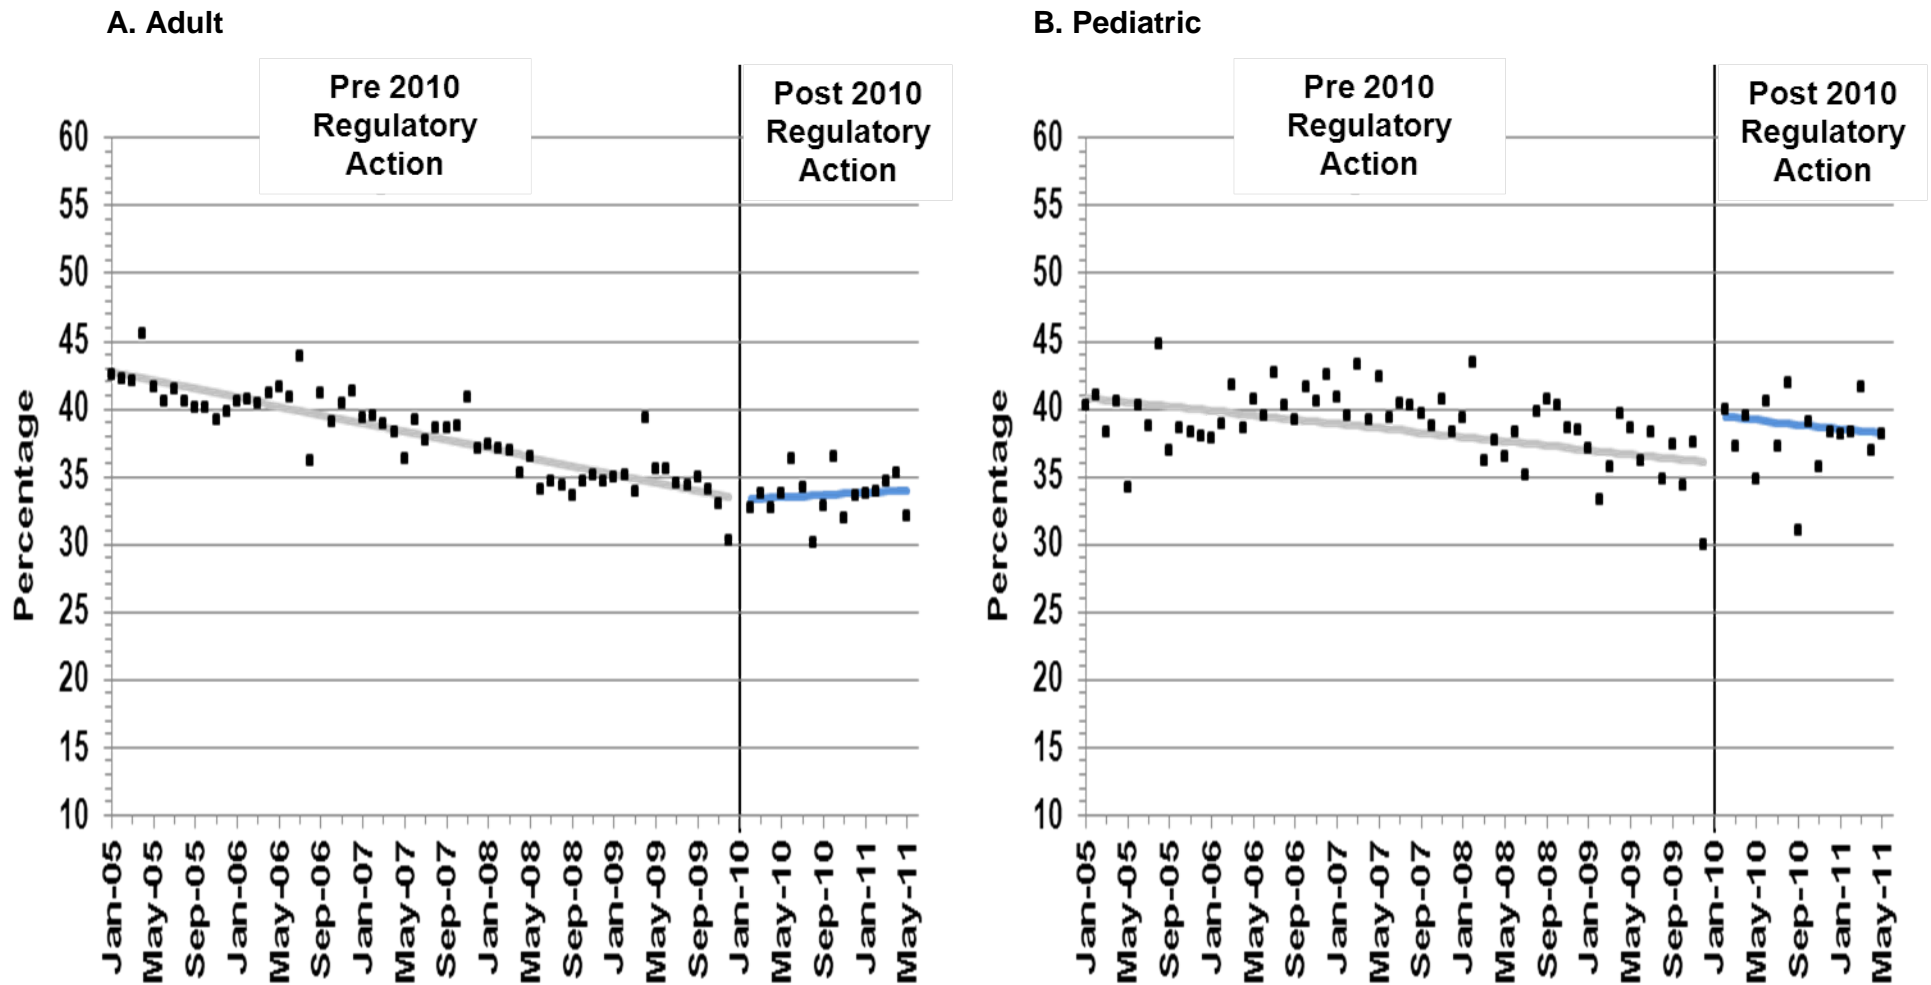 A. Adult
Pre 2010
Regulatory
Action
Post 2010
Regulatory
Action
60
55
50
45
40
35
30
25
20
15
10
Percentage
Jan-05
May-05
Sep-05
Jan-06
May-06
Sep-06
Jan-07
May-07
Sep-07
Jan-08
May-08
Sep-08
Jan-09
May-09
Sep-09
Jan-10
May-10
Sep-10
Jan-11
May-11
B. Pediatric
Pre 2010
Regulatory
Action
Post 2010
Regulatory
Action
60
55
50
45
40
35
30
25
20
15
10
Percentage
Jan-05
May-05
Sep-05
Jan-06
May-06
Sep-06
Jan-07
May-07
Sep-07
Jan-08
May-08
Sep-08
Jan-09
May-09
Sep-09
Jan-10
May-10
Sep-10
Jan-11
May-11